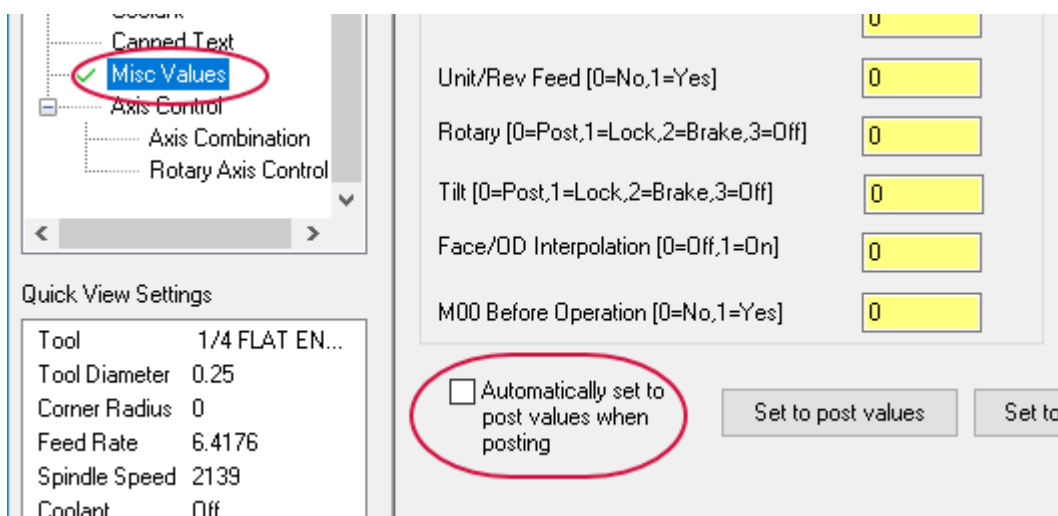 Coolant
Canned Text
Misc Values
Axis Control
Axis Combination
Rotary Axis Control
Quick View Settings
Tool 1/4 FLAT EN...
Tool Diameter 0.25
Corner Radius 0
Feed Rate 6.4176
Spindle Speed 2139
Coolant Off
0
Unit/Rev Feed [0=No,1=Yes] 0
Rotary [0=Post,1=Lock,2=Brake,3=Off] 0
Tilt [0=Post,1=Lock,2=Brake,3=Off] 0
Face/OD Interpolation [0=Off,1=On] 0
M00 Before Operation [0=No,1=Yes] 0
Automatically set to
post values when
posting
Set to post values
Set to